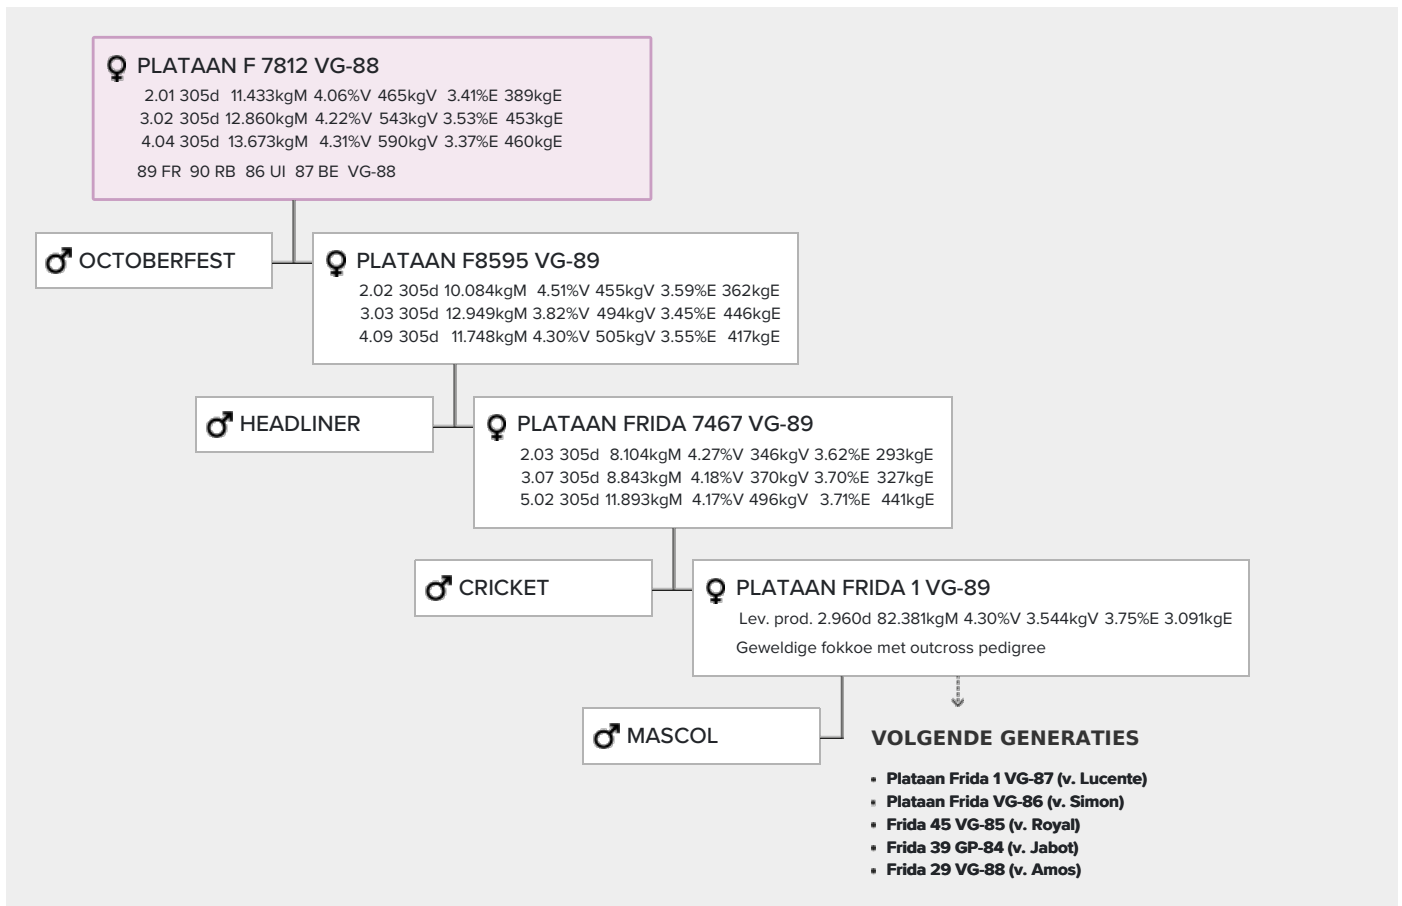 PLATAAN F 7812 VG-88
2.01 305d 11.433kgM 4.06%V 465kgV 3.41%E 389kgE
3.02 305d 12.860kgM 4.22%V 543kgV 3.53%E 453kgE
4.04 305d 13.673kgM 4.31%V 590kgV 3.37%E 460kgE
89 FR 90 RB 86 UI 87 BE VG-88
OCTOBERFEST
PLATAAN F8595 VG-89
2.02 305d 10.084kgM 4.51%V 455kgV 3.59%E 362kgE
3.03 305d 12.949kgM 3.82%V 494kgV 3.45%E 446kgE
4.09 305d 11.748kgM 4.30%V 505kgV 3.55%E 417kgE
HEADLINER
PLATAAN FRIDA 7467 VG-89
2.03 305d 8.104kgM 4.27%V 346kgV 3.62%E 293kgE
3.07 305d 8.843kgM 4.18%V 370kgV 3.70%E 327kgE
5.02 305d 11.893kgM 4.17%V 496kgV 3.71%E 441kgE
CRICKET
PLATAAN FRIDA 1 VG-89
Lev. prod. 2.960d 82.381kgM 4.30%V 3.544kgV 3.75%E 3.091kgE
Geweldige fokkoe met outcross pedigree
MASCOL
VOLGENDE GENERATIES
• Plataan Frida 1 VG-87 (v. Lucente)
• Plataan Frida VG-86 (v. Simon)
• Frida 45 VG-85 (v. Royal)
• Frida 39 GP-84 (v. Jabot)
• Frida 29 VG-88 (v. Amos)